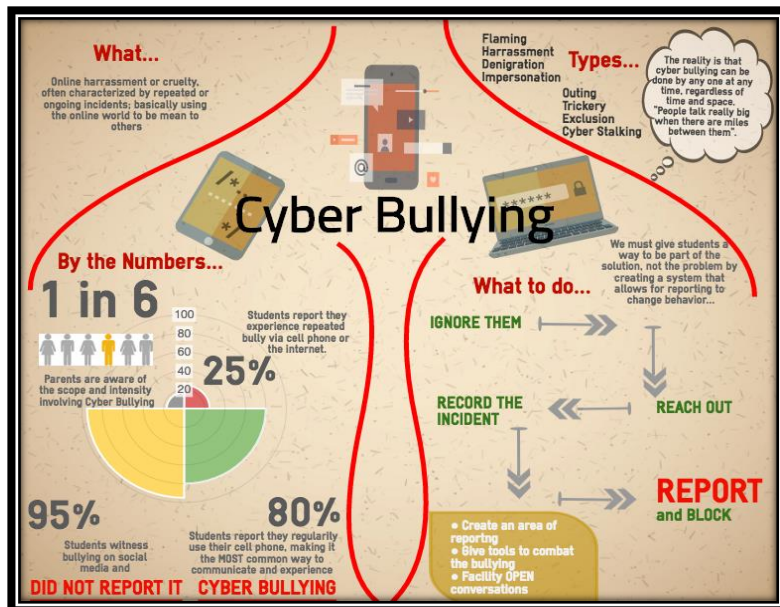 What...
Online harrassment or cruelty,
often characterized by repeated or
ongoing incidents; basically using
the online world to be mean to
others
Flaming
Harrassment
Denigration
Impersonation
Types...
Outing
Trickery
Exclusion
Cyber Stalking
The reality is that
cyber bullying can be
done by any one at any
time, regardless of
time and space.
"People talk really big
when there are miles
between them".
@
/*
*/
******
Cyber Bullying
By the Numbers...
1 in 6
Parents are aware of
the scope and intensity
involving Cyber Bullying
100
80
60
40
20
Students report they
experience repeated
bully via cell phone or
the internet.
25%
95%
Students witness
bullying on social
media and
DID NOT REPORT IT
80%
Students report they regularly
use their cell phone, making it
the MOST common way to
communicate and experience
CYBER BULLYING
We must give students a
way to be part of the
solution, not the problem by
creating a system that
allows for reporting to
change behavior...
What to do...
IGNORE THEM
REACH OUT
RECORD THE
INCIDENT
REPORT
and BLOCK
• Create an area of
reportng
• Give tools to combat
the bullying
• Facility OPEN
conversations